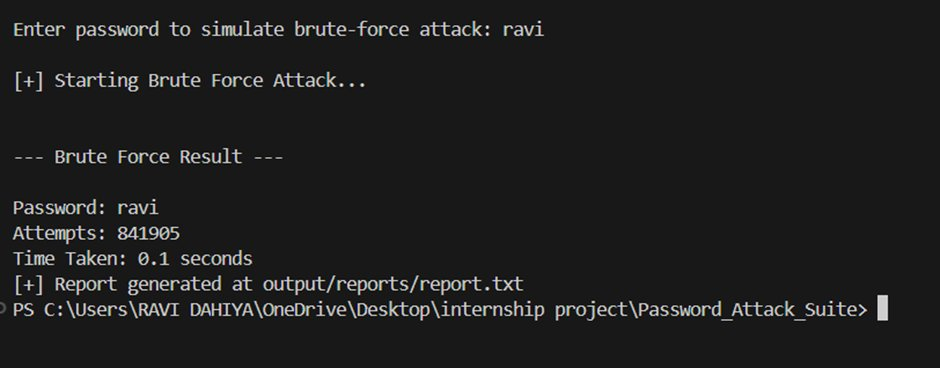 Enter password to simulate brute-force attack: ravi
[+] Starting Brute Force Attack...
--- Brute Force Result ---
Password: ravi
Attempts: 841905
Time Taken: 0.1 seconds
[+] Report generated at output/reports/report.txt
PS C:\Users\RAVI DAHIYA\OneDrive\Desktop\internship project\Password_Attack_Suite>